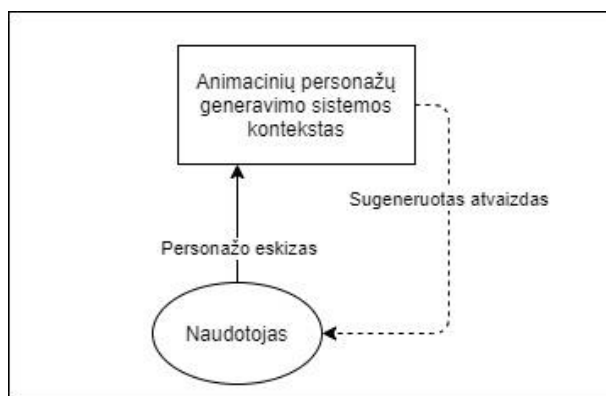 Animacinių personažų
generavimo sistemos
kontekstas
Sugeneruotas atvaizdas
Personažo eskizas
Naudotojas